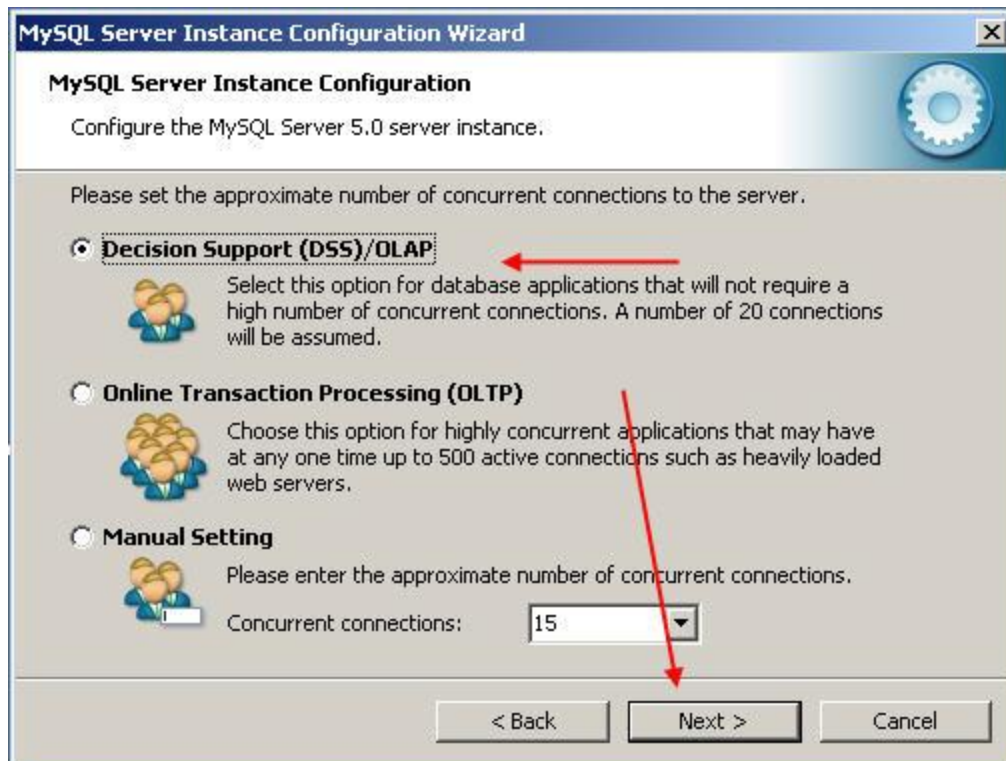 MySQL Server Instance Configuration Wizard
MySQL Server Instance Configuration
Configure the MySQL Server 5.0 server instance.
Please set the approximate number of concurrent connections to the server.
Decision Support (DSS)/OLAP
Select this option for database applications that will not require a
high number of concurrent connections. A number of 20 connections
will be assumed.
Online Transaction Processing (OLTP)
Choose this option for highly concurrent applications that may have
at any one time up to 500 active connections such as heavily loaded
web servers.
Manual Setting
Please enter the approximate number of concurrent connections.
Concurrent connections: 15
< Back Next > Cancel